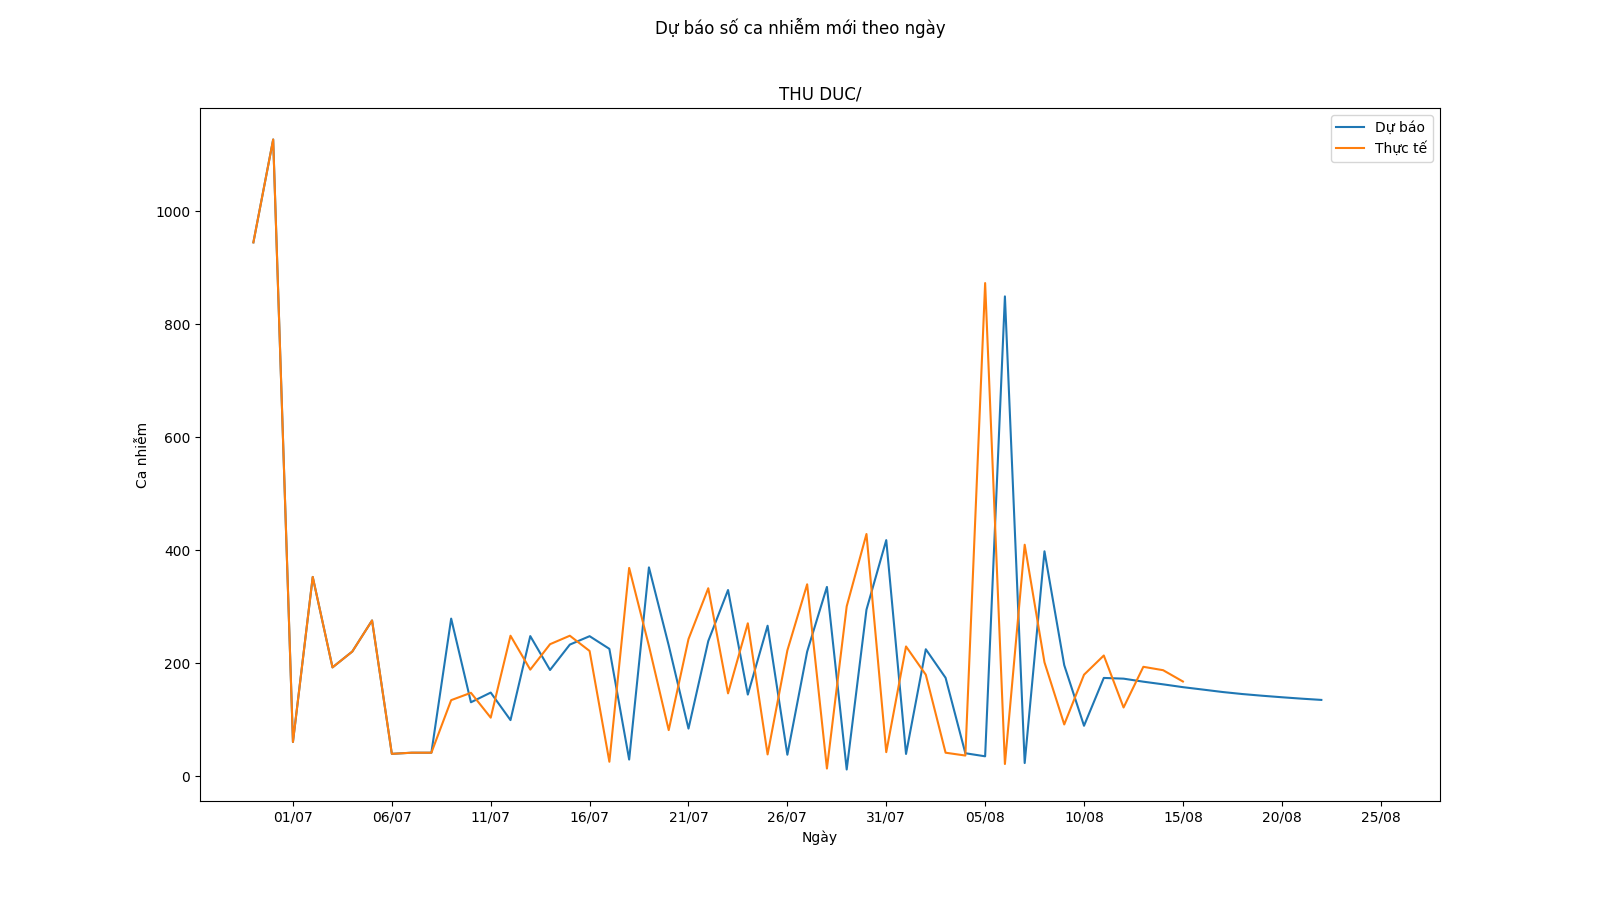 Dự báo số ca nhiễm mới theo ngày
THU DUC/
Dự báo
Thực tế
1000
800
600
400
200
0
Ca nhiễm
01/07 06/07 11/07 16/07 21/07 26/07 31/07 05/08 10/08 15/08 20/08 25/08
Ngày